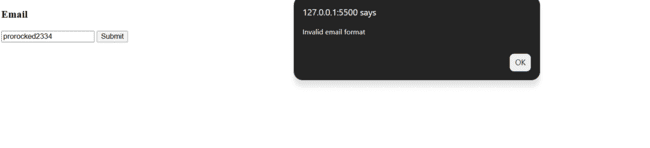 Email
prorocked2334 Submit
127.0.0.1:5500 says
Invalid email format
OK